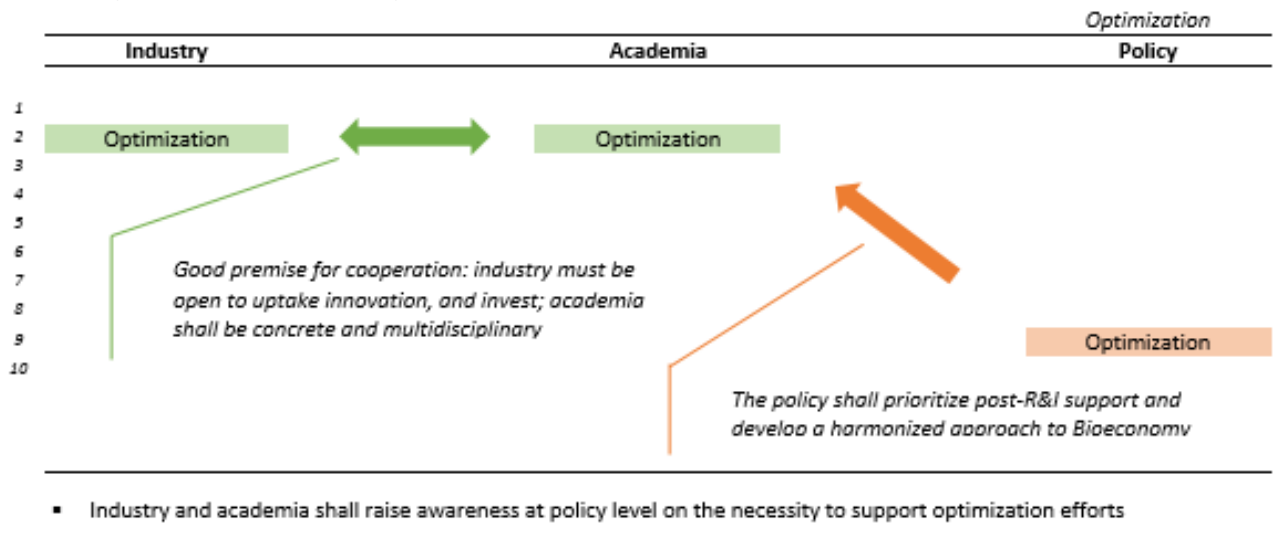 Optimization
Industry Academia Policy
1
2 Optimization Optimization
3
4
5
6
7
8
9 Optimization
10
Good premise for cooperation: industry must be
open to uptake innovation, and invest; academia
shall be concrete and multidisciplinary
The policy shall prioritize post-R&I support and
develop a harmonized approach to Bioeconomy
▪ Industry and academia shall raise awareness at policy level on the necessity to support optimization efforts